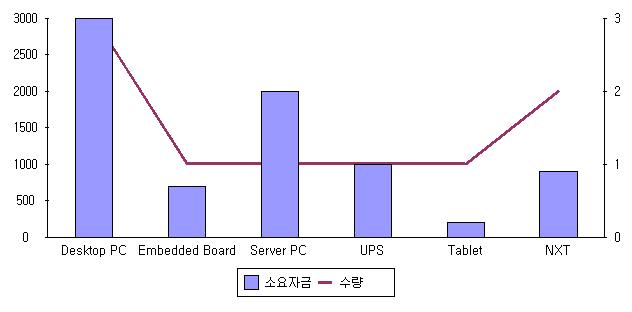 3000
2500
2000
1500
1000
500
0
3
2
1
0
Desktop PC
Embedded Board
Server PC
UPS
Tablet
NXT
소요자금
수량